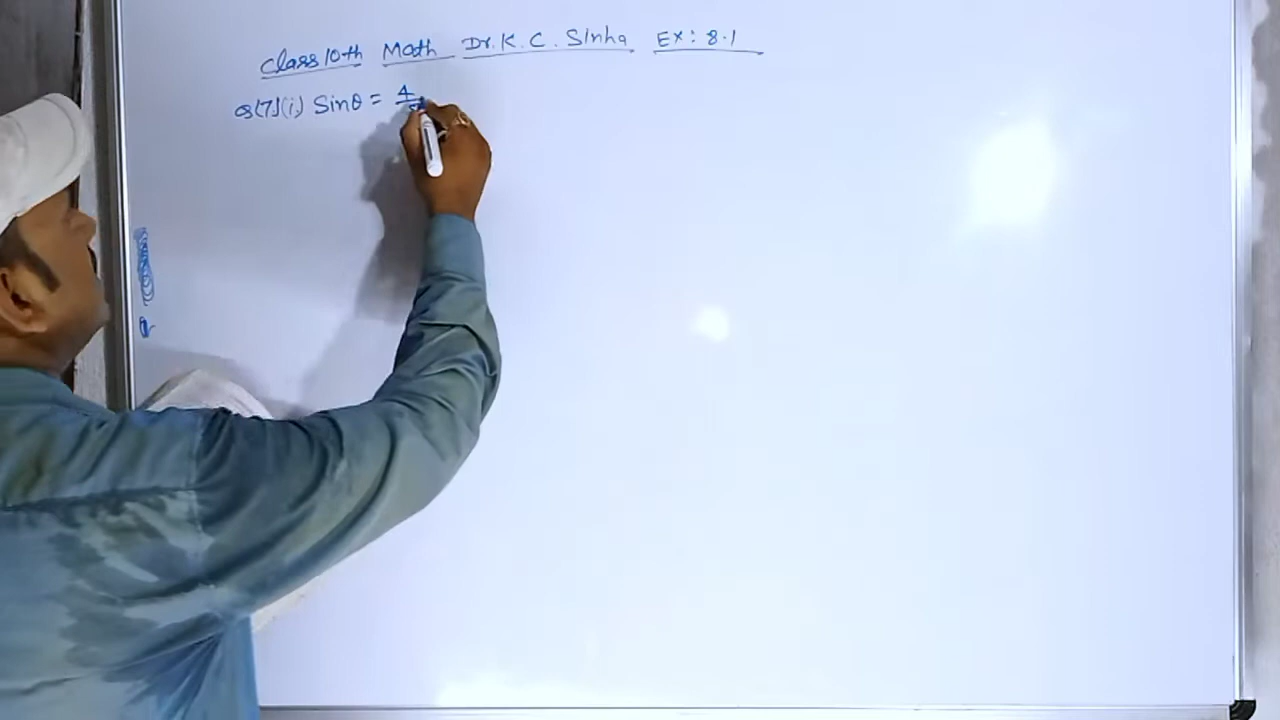 Class 10th Math Dr. K. C. Sinha Ex: 8.1
Q(7)(i) Sinθ = 4